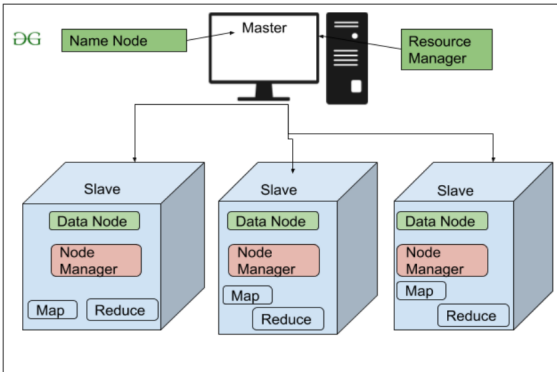 Name Node
Master
Resource
Manager
Slave
Data Node
Node
Manager
Map
Reduce
Slave
Data Node
Node
Manager
Map
Reduce
Slave
Data Node
Node
Manager
Map
Reduce